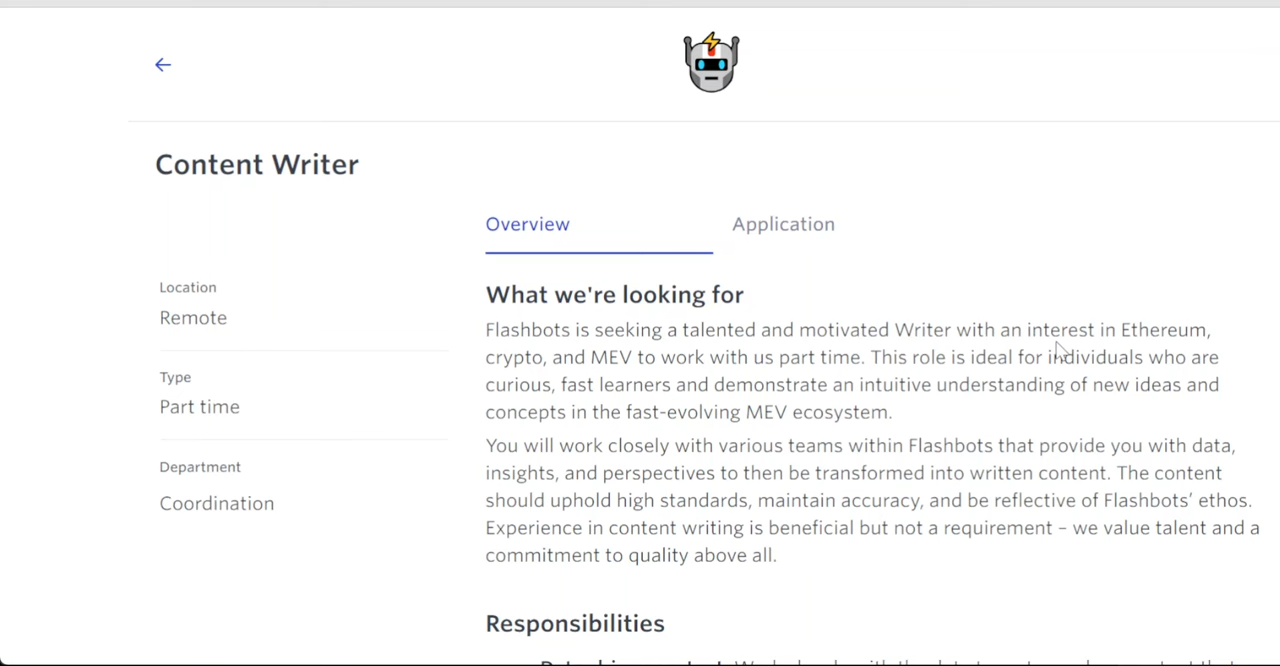 Content Writer
Overview
Application
Location
Remote
Type
Part time
Department
Coordination
What we're looking for
Flashbots is seeking a talented and motivated Writer with an interest in Ethereum,
crypto, and MEV to work with us part time. This role is ideal for individuals who are
curious, fast learners and demonstrate an intuitive understanding of new ideas and
concepts in the fast-evolving MEV ecosystem.
You will work closely with various teams within Flashbots that provide you with data,
insights, and perspectives to then be transformed into written content. The content
should uphold high standards, maintain accuracy, and be reflective of Flashbots’ ethos.
Experience in content writing is beneficial but not a requirement – we value talent and a
commitment to quality above all.
Responsibilities